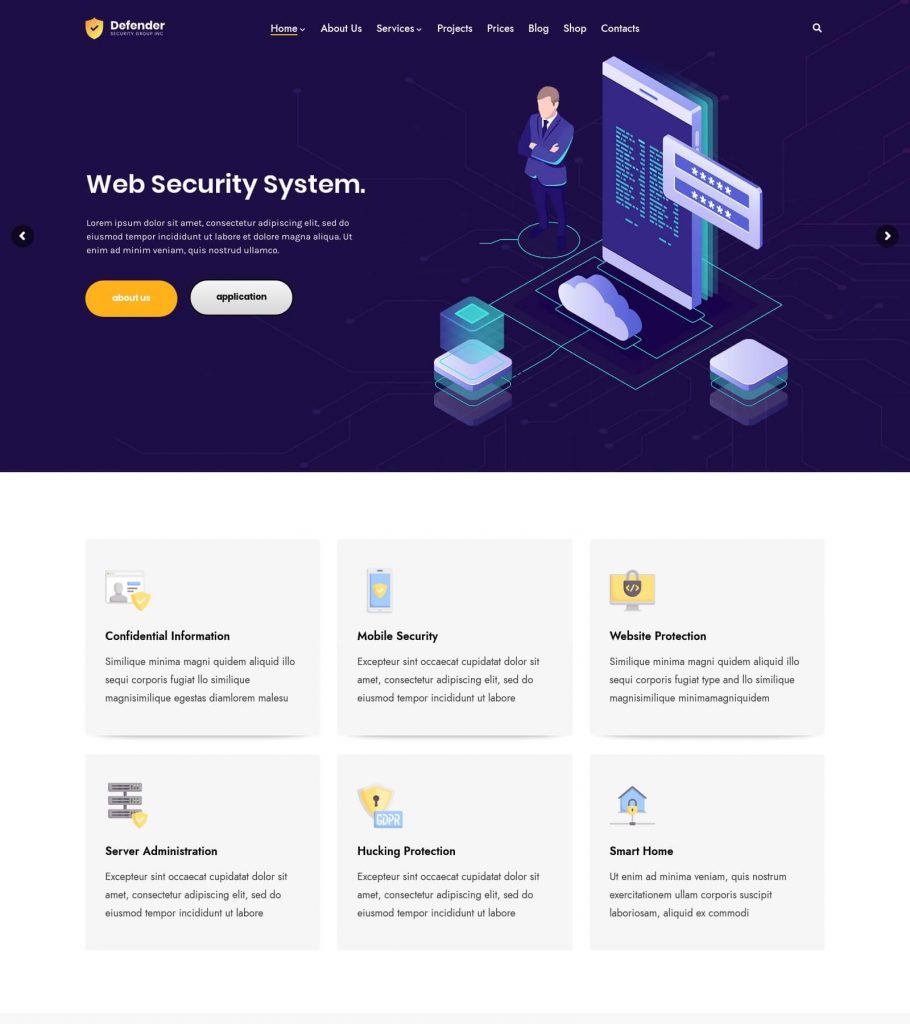 Defender
SECURITY GROUP INC
Home About Us Services Projects Prices Blog Shop Contacts
Web Security System.
Lorem ipsum dolor sit amet, consectetur adipiscing elit, sed do
eiusmod tempor incididunt ut labore et dolore magna aliqua. Ut
enim ad minim veniam, quis nostrud ullamco.
about us
application
*****
*****
Confidential Information
Similique minima magni quidem aliquid illo
sequi corporis fugiat llo similique
magnisimilique egestas diamlorem malesu
Mobile Security
Excepteur sint occaecat cupidatat dolor sit
amet, consectetur adipiscing elit, sed do
eiusmod tempor incididunt ut labore
Website Protection
Similique minima magni quidem aliquid illo
sequi corporis fugiat type and llo similique
magnisimilique minimamagniquidem
</>
Server Administration
Excepteur sint occaecat cupidatat dolor sit
amet, consectetur adipiscing elit, sed do
eiusmod tempor incididunt ut labore
GDPR
Hucking Protection
Excepteur sint occaecat cupidatat dolor sit
amet, consectetur adipiscing elit, sed do
eiusmod tempor incididunt ut labore
Smart Home
Ut enim ad minima veniam, quis nostrum
exercitationem ullam corporis suscipit
laboriosam, aliquid ex commodi